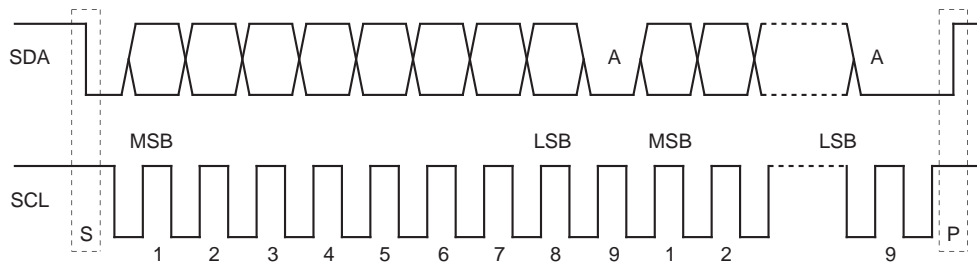 SDA A A
MSB LSB MSB LSB
SCL
S P
1 2 3 4 5 6 7 8 9 1 2 9